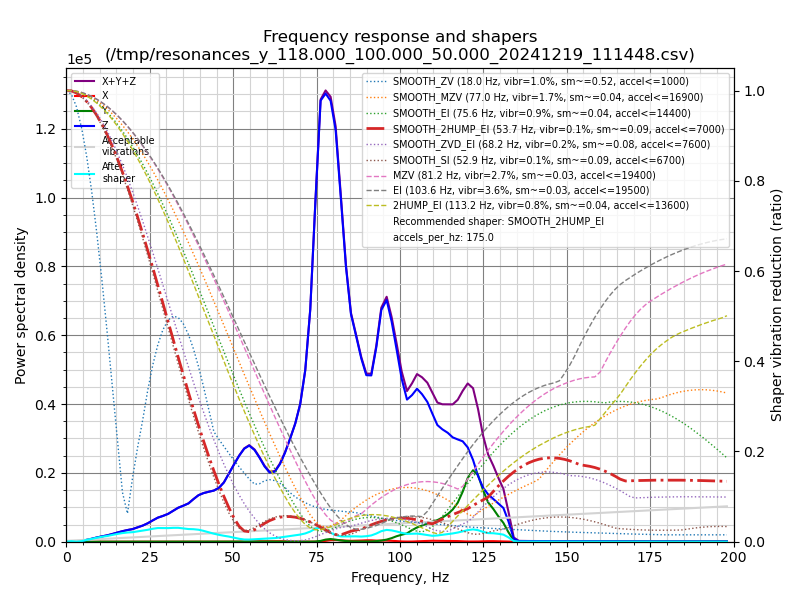 Frequency response and shapers
(/tmp/resonances_y_118.000_100.000_50.000_20241219_111448.csv)
1e5
X+Y+Z
X
Z
Acceptable
vibrations
After
shaper
SMOOTH_ZV (18.0 Hz, vibr=1.0%, sm~=0.52, accel<=1000)
SMOOTH_MZV (77.0 Hz, vibr=1.7%, sm~=0.04, accel<=16900)
SMOOTH_EI (75.6 Hz, vibr=0.9%, sm~=0.04, accel<=14400)
SMOOTH_2HUMP_EI (53.7 Hz, vibr=0.1%, sm~=0.09, accel<=7000)
SMOOTH_ZVD_EI (68.2 Hz, vibr=0.2%, sm~=0.08, accel<=7600)
SMOOTH_SI (52.9 Hz, vibr=0.1%, sm~=0.09, accel<=6700)
MZV (81.2 Hz, vibr=2.7%, sm~=0.03, accel<=19400)
EI (103.6 Hz, vibr=3.6%, sm~=0.03, accel<=19500)
2HUMP_EI (113.2 Hz, vibr=0.8%, sm~=0.04, accel<=13600)
Recommended shaper: SMOOTH_2HUMP_EI
accels_per_hz: 175.0
Power spectral density
1.2
1.0
0.8
0.6
0.4
0.2
0.0
1.0
0.8
0.6
0.4
0.2
0.0
Shaper vibration reduction (ratio)
0 25 50 75 100 125 150 175 200
Frequency, Hz